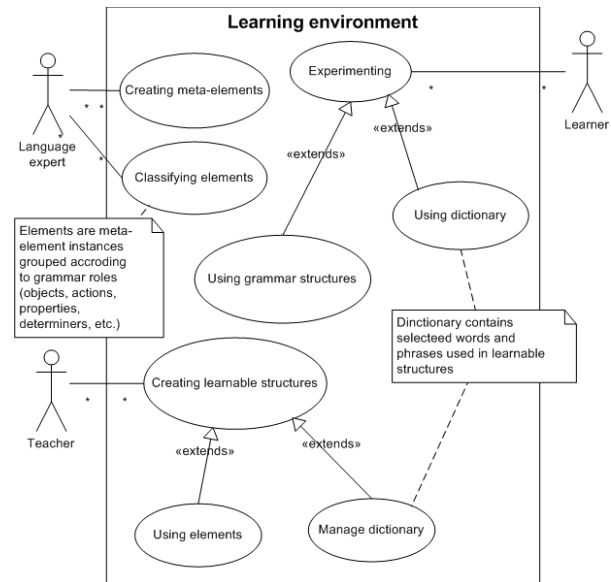 Learning environment
Experimenting
Creating meta-elements
*
*
*
*
Language
expert
*
*
Learner
«extends»
«extends»
Classifying elements
Using dictionary
Elements are meta-
element instances
grouped accroding
to grammar roles
(objects, actions,
properties,
determiners, etc.)
Using grammar structures
Dinctionary contains
selecteed words and
phrases used in learnable
structures
Creating learnable structures
*
*
Teacher
«extends»
«extends»
Using elements
Manage dictionary